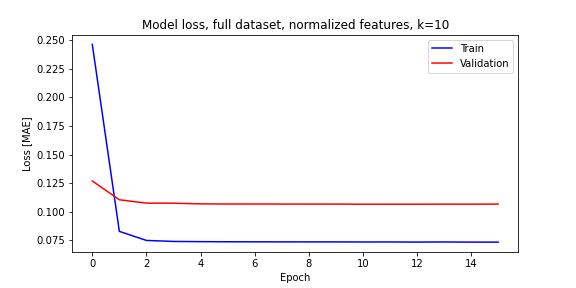 Model loss, full dataset, normalized features, k=10
Loss [MAE]
0.250
0.225
0.200
0.175
0.150
0.125
0.100
0.075
Train
Validation
0 2 4 6 8 10 12 14
Epoch